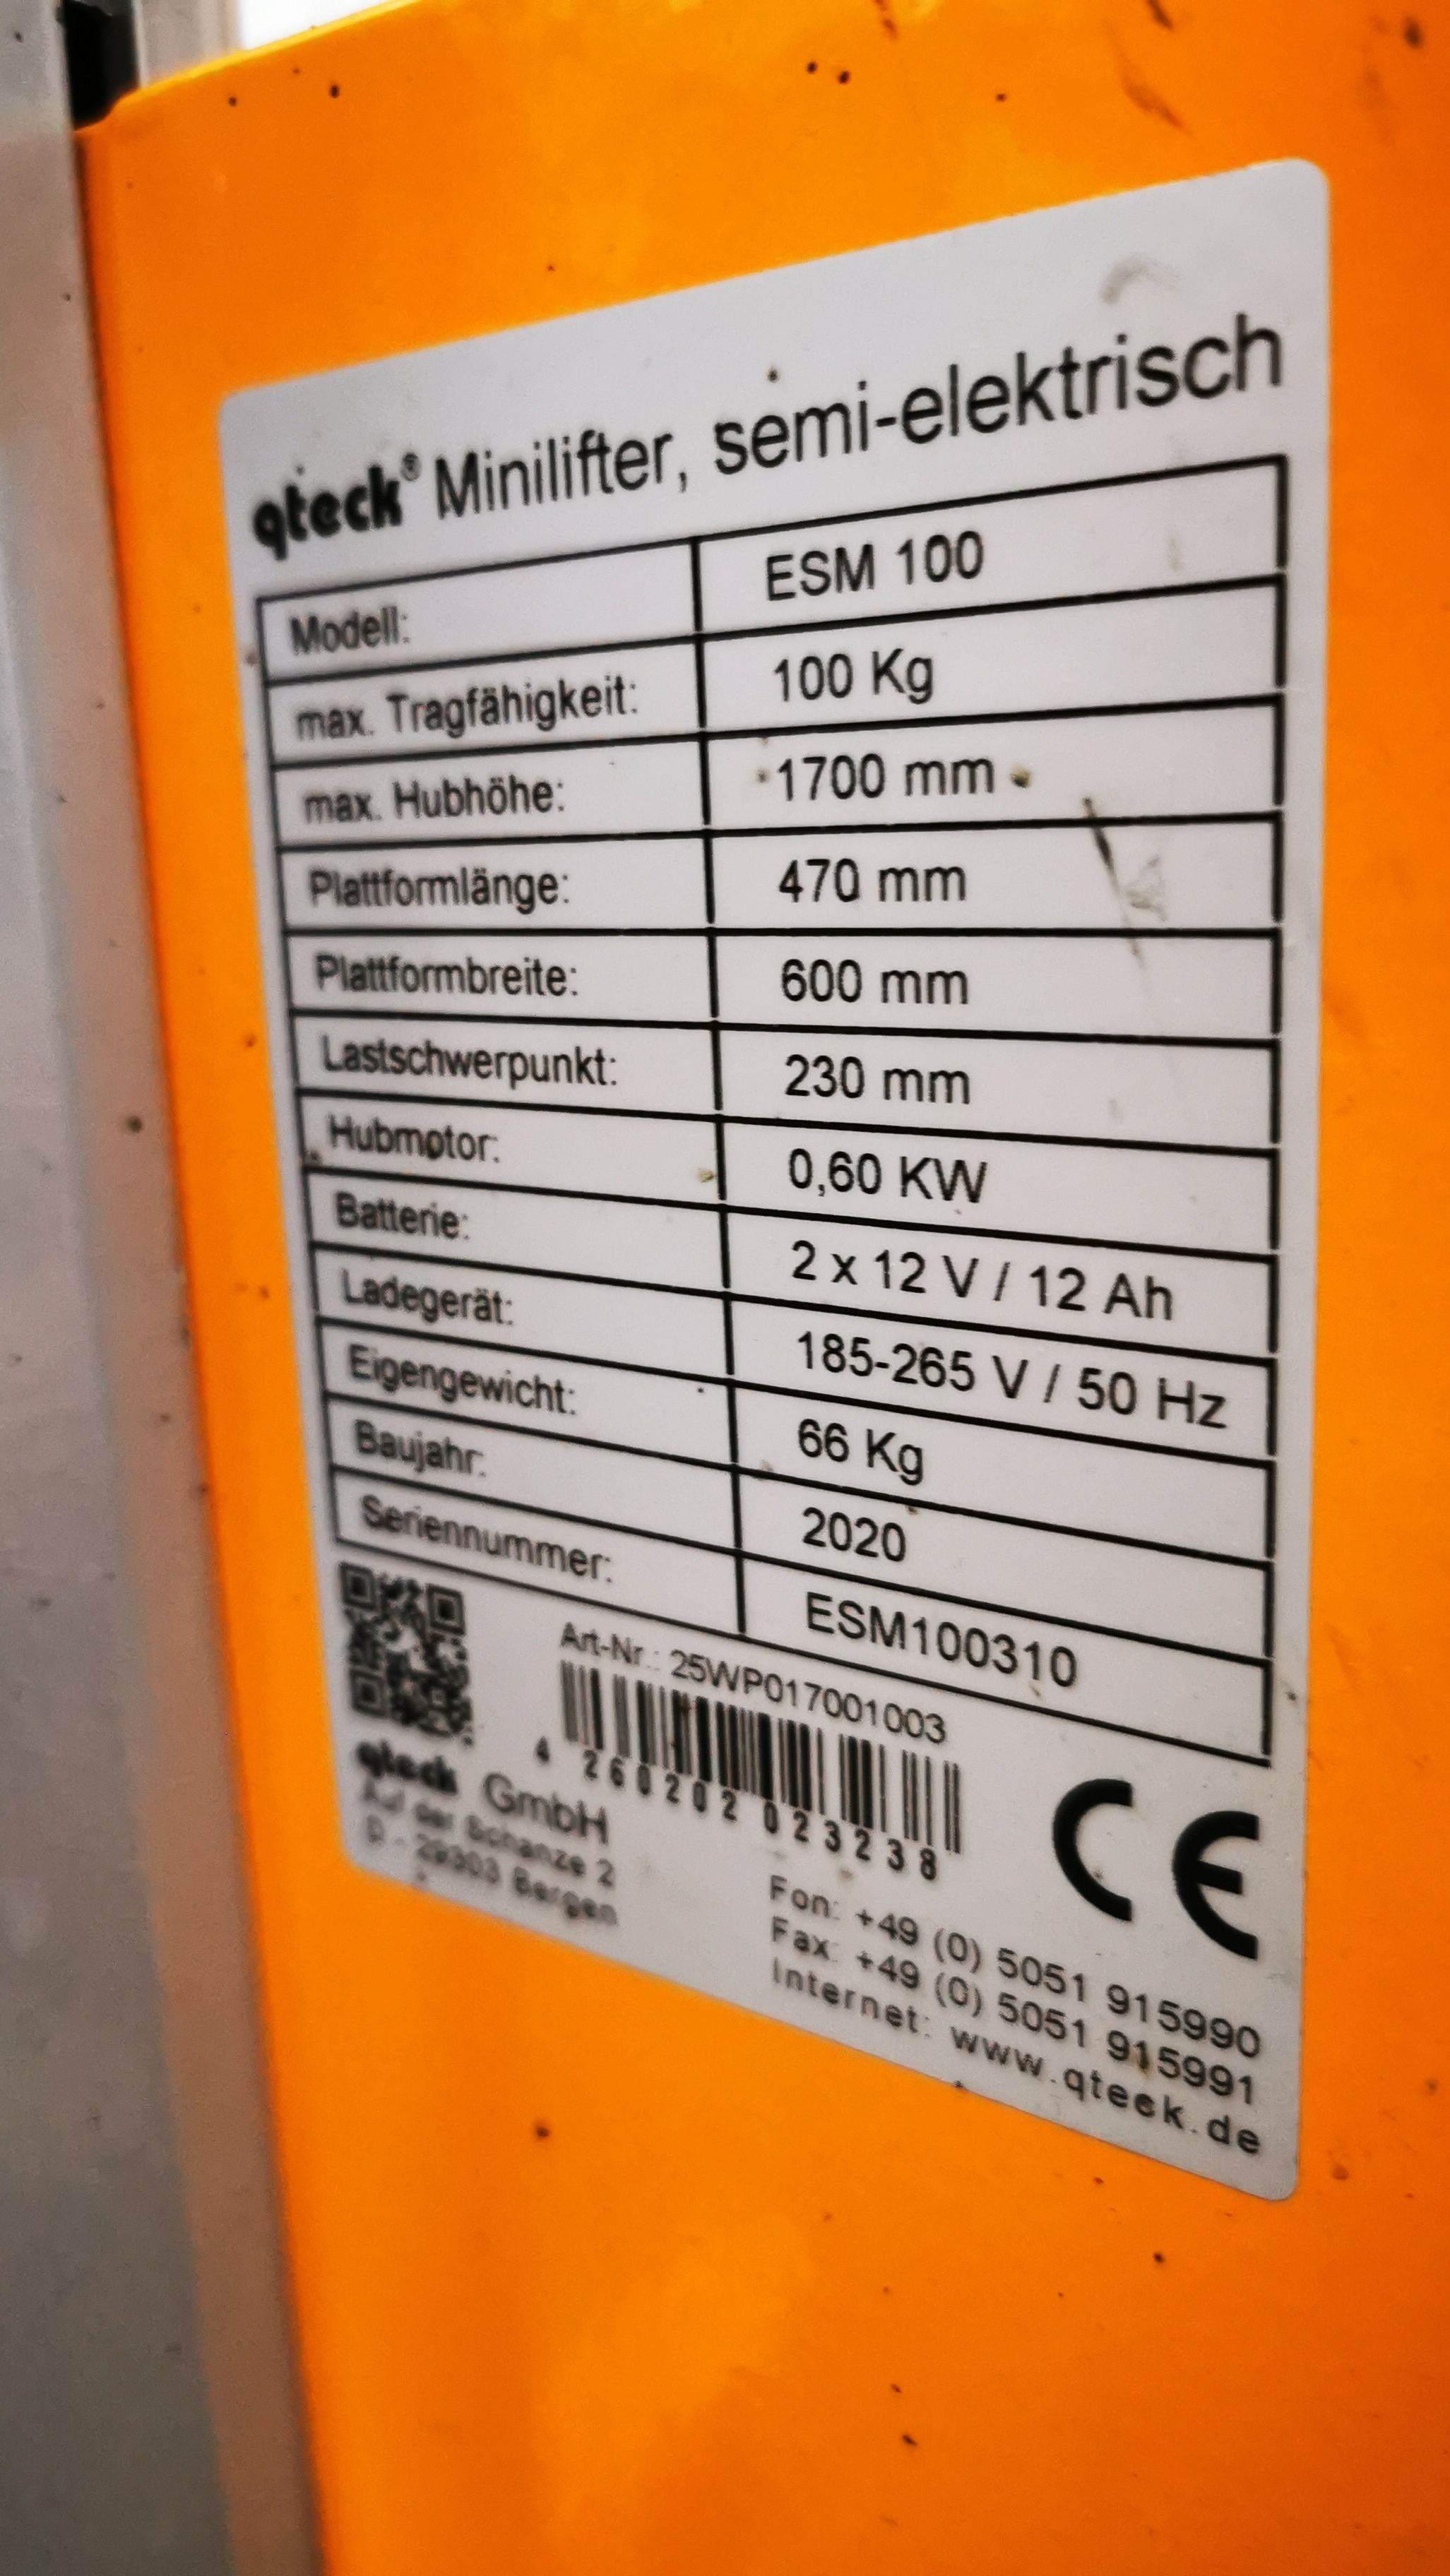 qteck® Minilifter, semi-elektrisch
Modell: ESM 100
max. Tragfähigkeit: 100 Kg
max. Hubhöhe: 1700 mm
Plattformlänge: 470 mm
Plattformbreite: 600 mm
Lastschwerpunkt: 230 mm
Hubmotor: 0,60 KW
Batterie: 2 x 12 V / 12 Ah
Ladegerät: 185-265 V / 50 Hz
Eigengewicht: 66 Kg
Baujahr: 2020
Seriennummer: ESM100310
Art-Nr.: 25WP017001003
4 260202 023238
CE
qteck GmbH
Auf der Schanze 2
D - 29303 Bergen
Fon: +49 (0) 5051 915990
Fax: +49 (0) 5051 915991
Internet: www.qteck.de